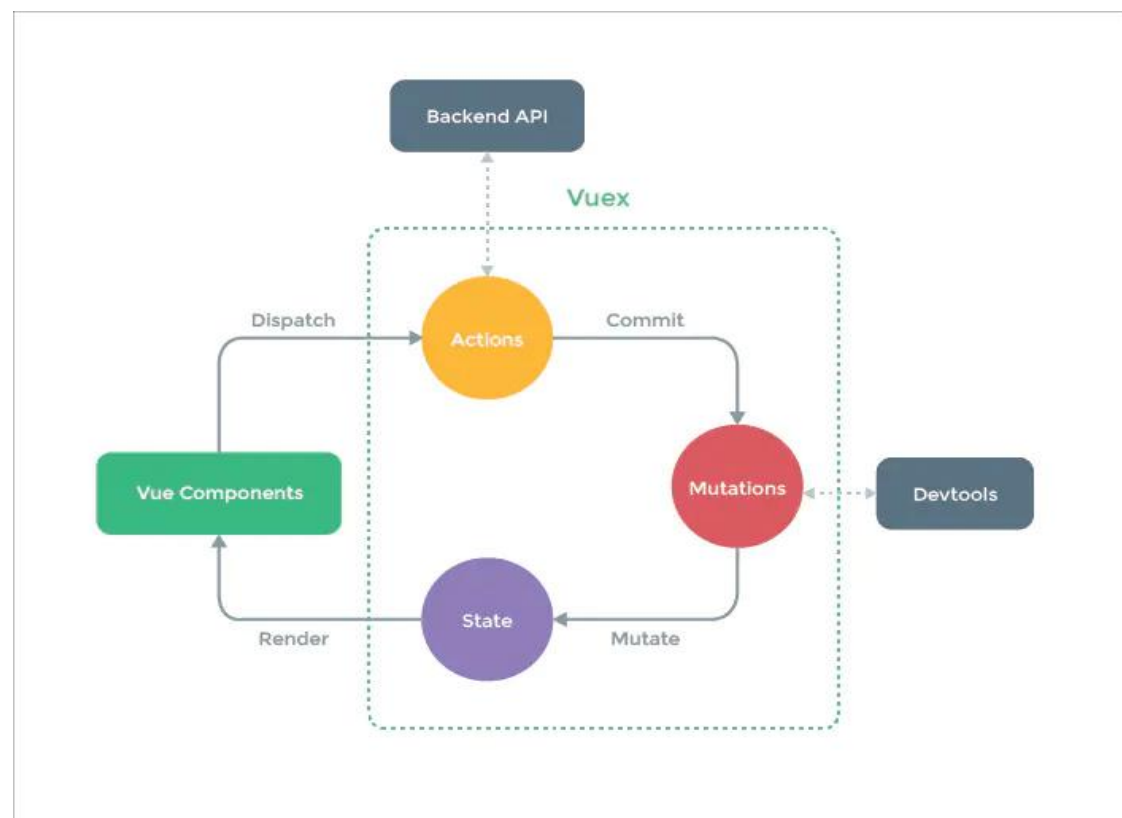 Backend API
Vuex
Dispatch
Actions
Commit
Vue Components
Mutations
Devtools
State
Render
Mutate